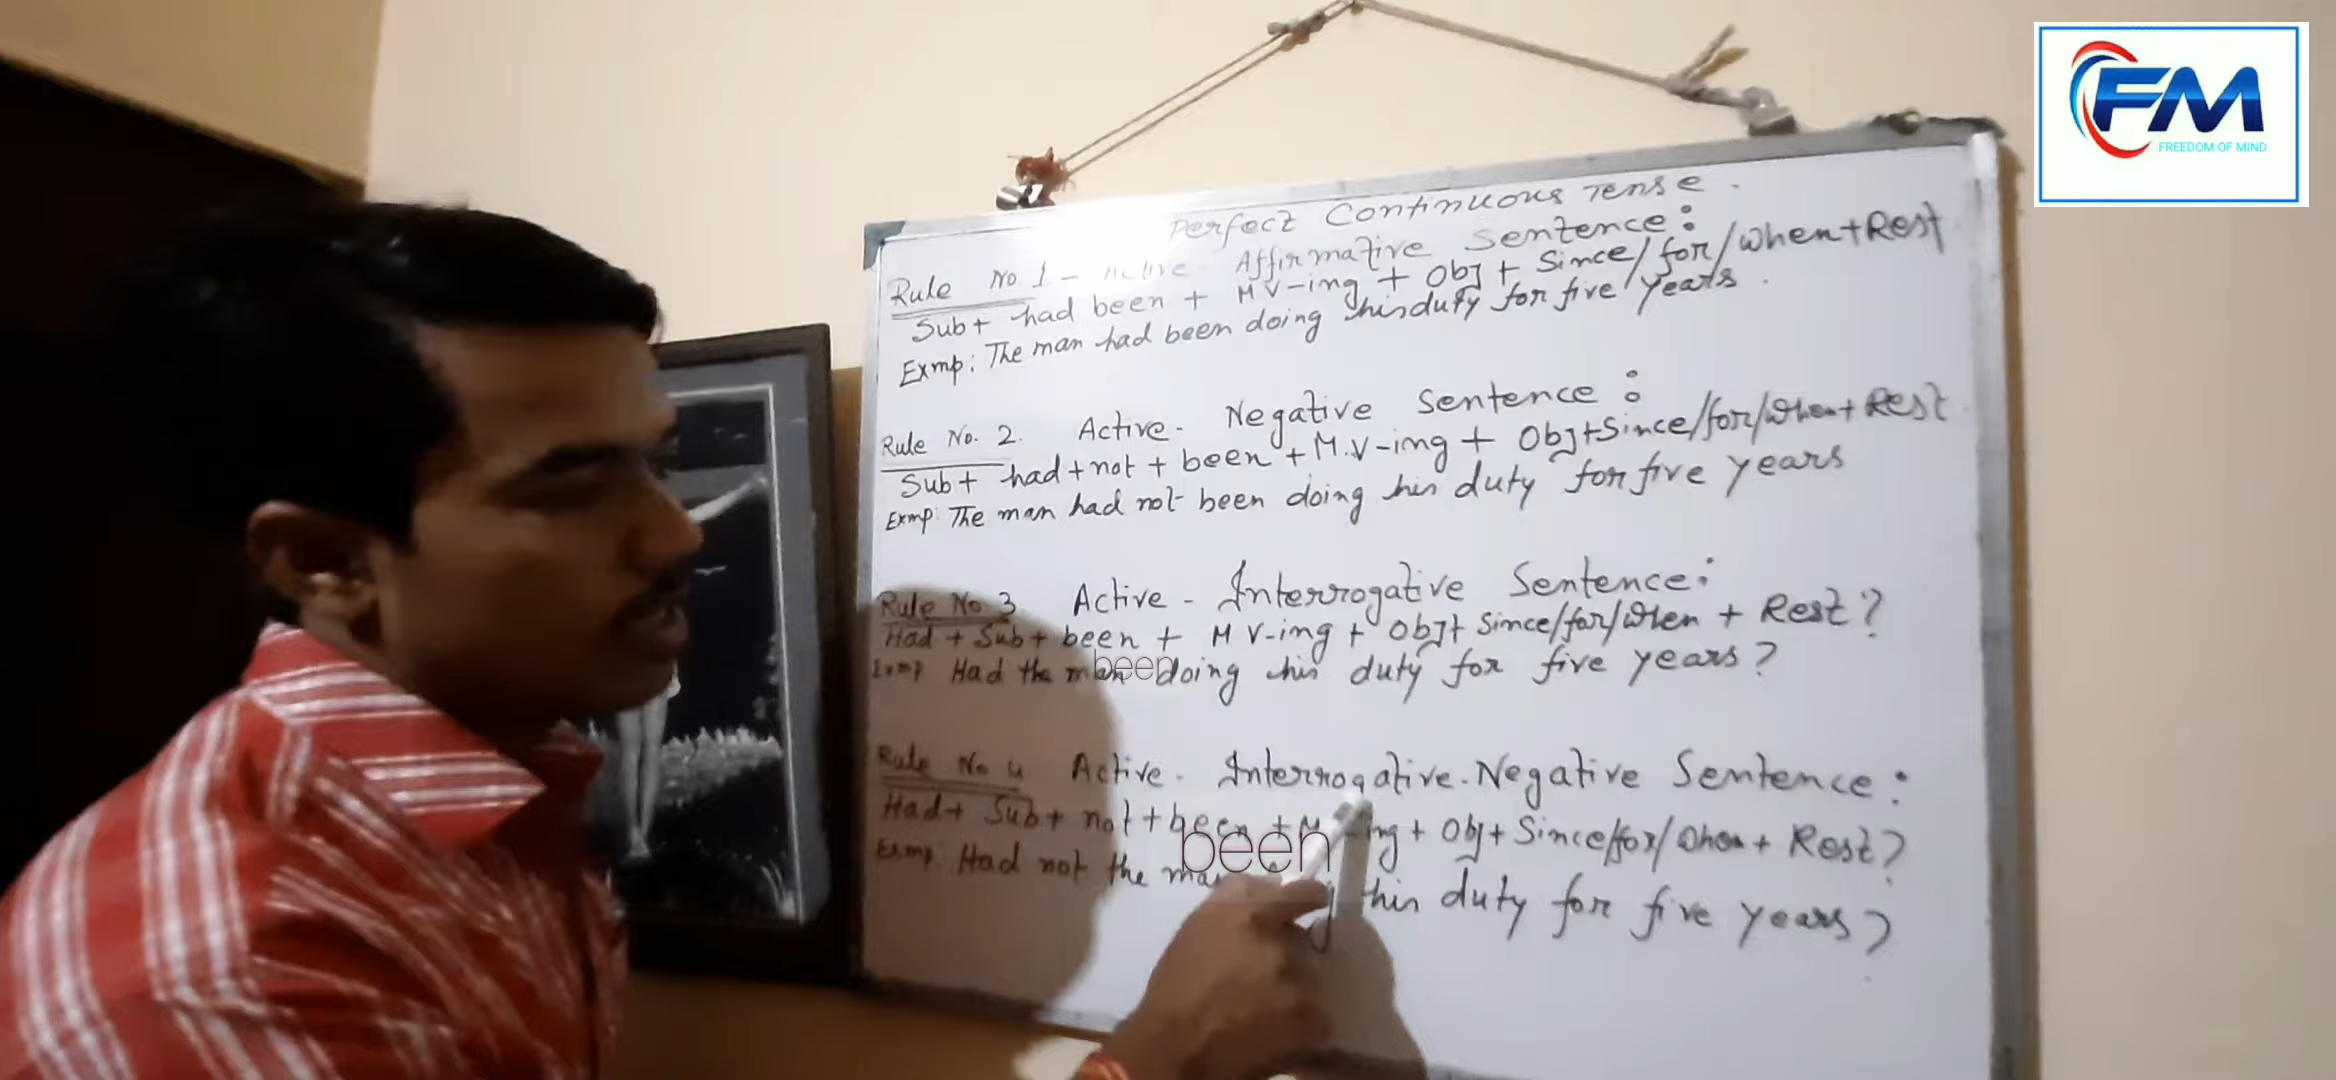 FM
FREEDOM OF MIND
Perfect Continuous Tense.
Rule No. 1 - Active Affirmative Sentence:
Sub + had been + M V-ing + Obj + Since/for/When + Rest
Exmp: The man had been doing his duty for five years.
Rule No. 2. Active - Negative Sentence:
Sub + had + not + been + M.V-ing + Obj + Since/for/When + Rest
Exmp: The man had not been doing his duty for five years
Rule No 3 Active - Interrogative Sentence:
Had + Sub + been + M V-ing + Obj + Since/for/When + Rest?
Exmp Had the man been doing his duty for five years?
Rule No 4 Active - Interrogative - Negative Sentence:
Had + Sub + not + been + M -ing + Obj + Since/for/When + Rest?
Exmp: Had not the man been his duty for five years?